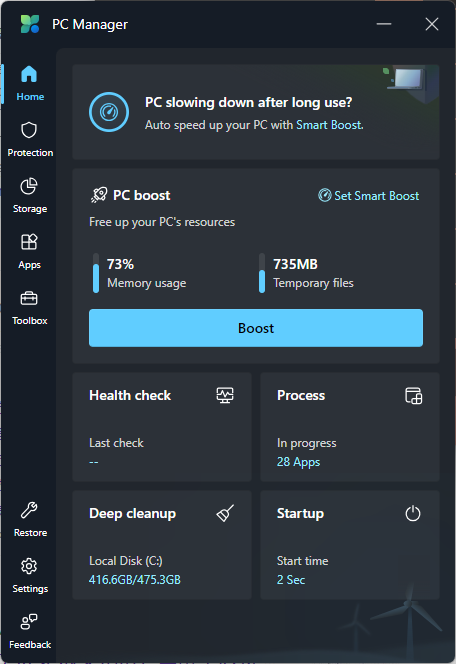 PC Manager
Home
Protection
Storage
Apps
Toolbox
Restore
Settings
Feedback
PC slowing down after long use?
Auto speed up your PC with Smart Boost.
PC boost
Set Smart Boost
Free up your PC's resources
73%
Memory usage
735MB
Temporary files
Boost
Health check
Last check
--
Process
In progress
28 Apps
Deep cleanup
Local Disk (C:)
416.6GB/475.3GB
Startup
Start time
2 Sec